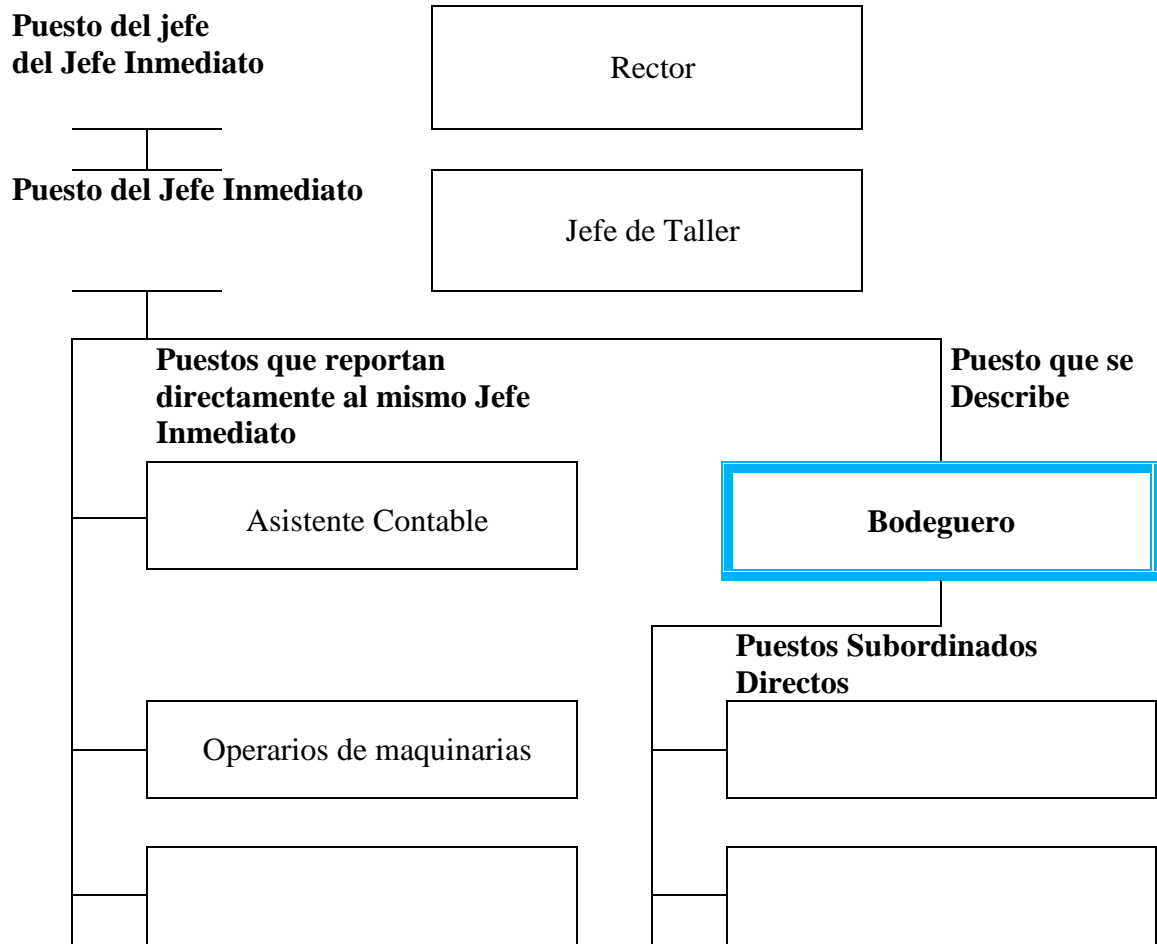 Puesto del jefe
del Jefe Inmediato
Rector
Puesto del Jefe Inmediato
Jefe de Taller
Puestos que reportan
directamente al mismo Jefe
Inmediato
Puesto que se
Describe
Asistente Contable
Bodeguero
Puestos Subordinados
Directos
Operarios de maquinarias